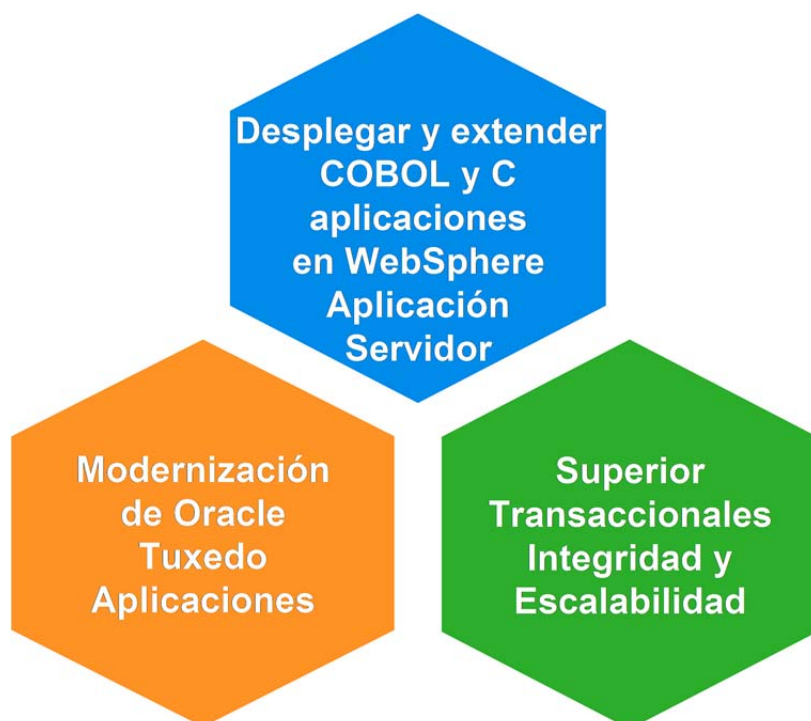 Desplegar y extender
COBOL y C
aplicaciones
en WebSphere
Aplicación
Servidor
Modernización
de Oracle
Tuxedo
Aplicaciones
Superior
Transaccionales
Integridad y
Escalabilidad